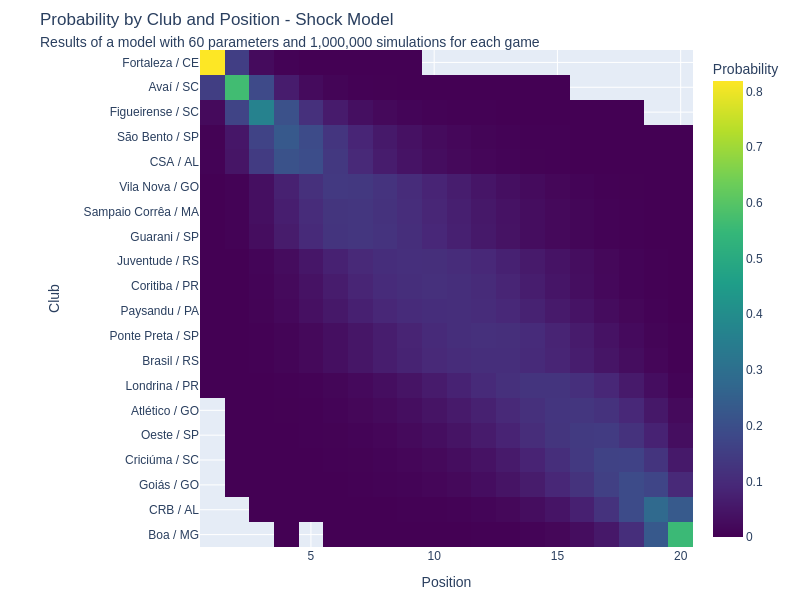 Probability by Club and Position - Shock Model
Results of a model with 60 parameters and 1,000,000 simulations for each game
Probability
Club
Fortaleza / CE
Avaí / SC
Figueirense / SC
São Bento / SP
CSA / AL
Vila Nova / GO
Sampaio Corrêa / MA
Guarani / SP
Juventude / RS
Coritiba / PR
Paysandu / PA
Ponte Preta / SP
Brasil / RS
Londrina / PR
Atlético / GO
Oeste / SP
Criciúma / SC
Goiás / GO
CRB / AL
Boa / MG
0.8
0.7
0.6
0.5
0.4
0.3
0.2
0.1
0
5 10 15 20
Position